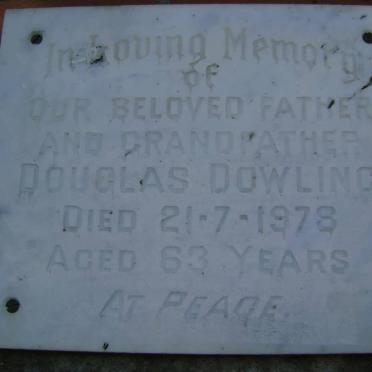 In Loving Memory
OF
OUR BELOVED FATHER
AND GRANDFATHER
DOUGLAS DOWLING
DIED 21-7-1978
AGED 63 YEARS
AT PEACE.